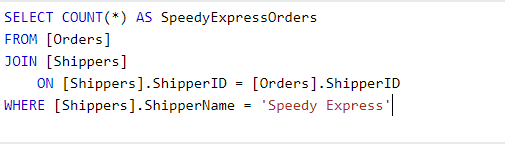 SELECT COUNT(*) AS SpeedyExpressOrders
FROM [Orders]
JOIN [Shippers]
    ON [Shippers].ShipperID = [Orders].ShipperID
WHERE [Shippers].ShipperName = 'Speedy Express'